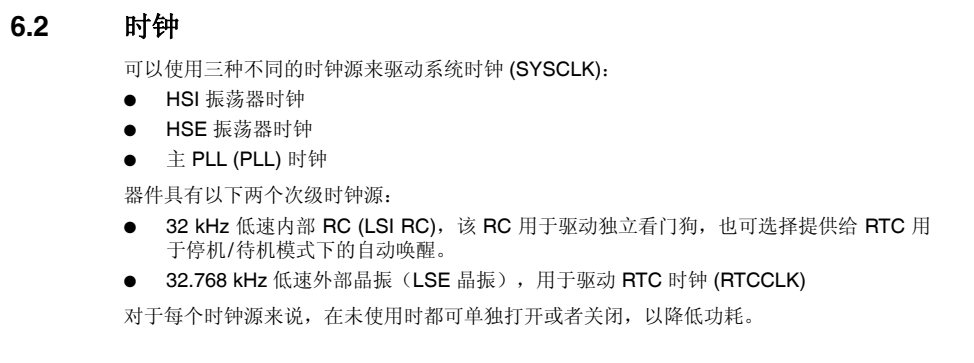 6.2 时钟
可以使用三种不同的时钟源来驱动系统时钟 (SYSCLK)：
● HSI 振荡器时钟
● HSE 振荡器时钟
● 主 PLL (PLL) 时钟
器件具有以下两个次级时钟源：
● 32 kHz 低速内部 RC (LSI RC)，该 RC 用于驱动独立看门狗，也可选择提供给 RTC 用
于停机/待机模式下的自动唤醒。
● 32.768 kHz 低速外部晶振（LSE 晶振），用于驱动 RTC 时钟 (RTCCLK)
对于每个时钟源来说，在未使用时都可单独打开或者关闭，以降低功耗。